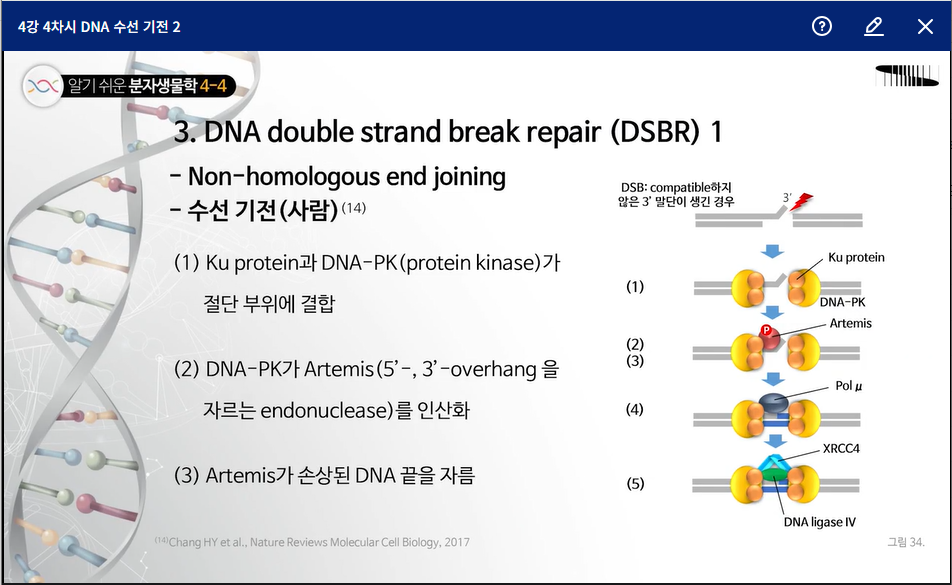 4강 4차시 DNA 수선 기전 2
알기 쉬운 분자생물학 4-4
3. DNA double strand break repair (DSBR) 1
- Non-homologous end joining
- 수선 기전(사람)(14)
(1) Ku protein과 DNA-PK(protein kinase)가
절단 부위에 결합
(2) DNA-PK가 Artemis(5'-, 3'-overhang 을
자르는 endonuclease)를 인산화
(3) Artemis가 손상된 DNA 끝을 자름
DSB: compatible하지
않은 3' 말단이 생긴 경우
3'
Ku protein
(1)
DNA-PK
Artemis
P
(2)
(3)
Pol μ
(4)
XRCC4
(5)
DNA ligase IV
(14)Chang HY et al., Nature Reviews Molecular Cell Biology, 2017
그림 34.